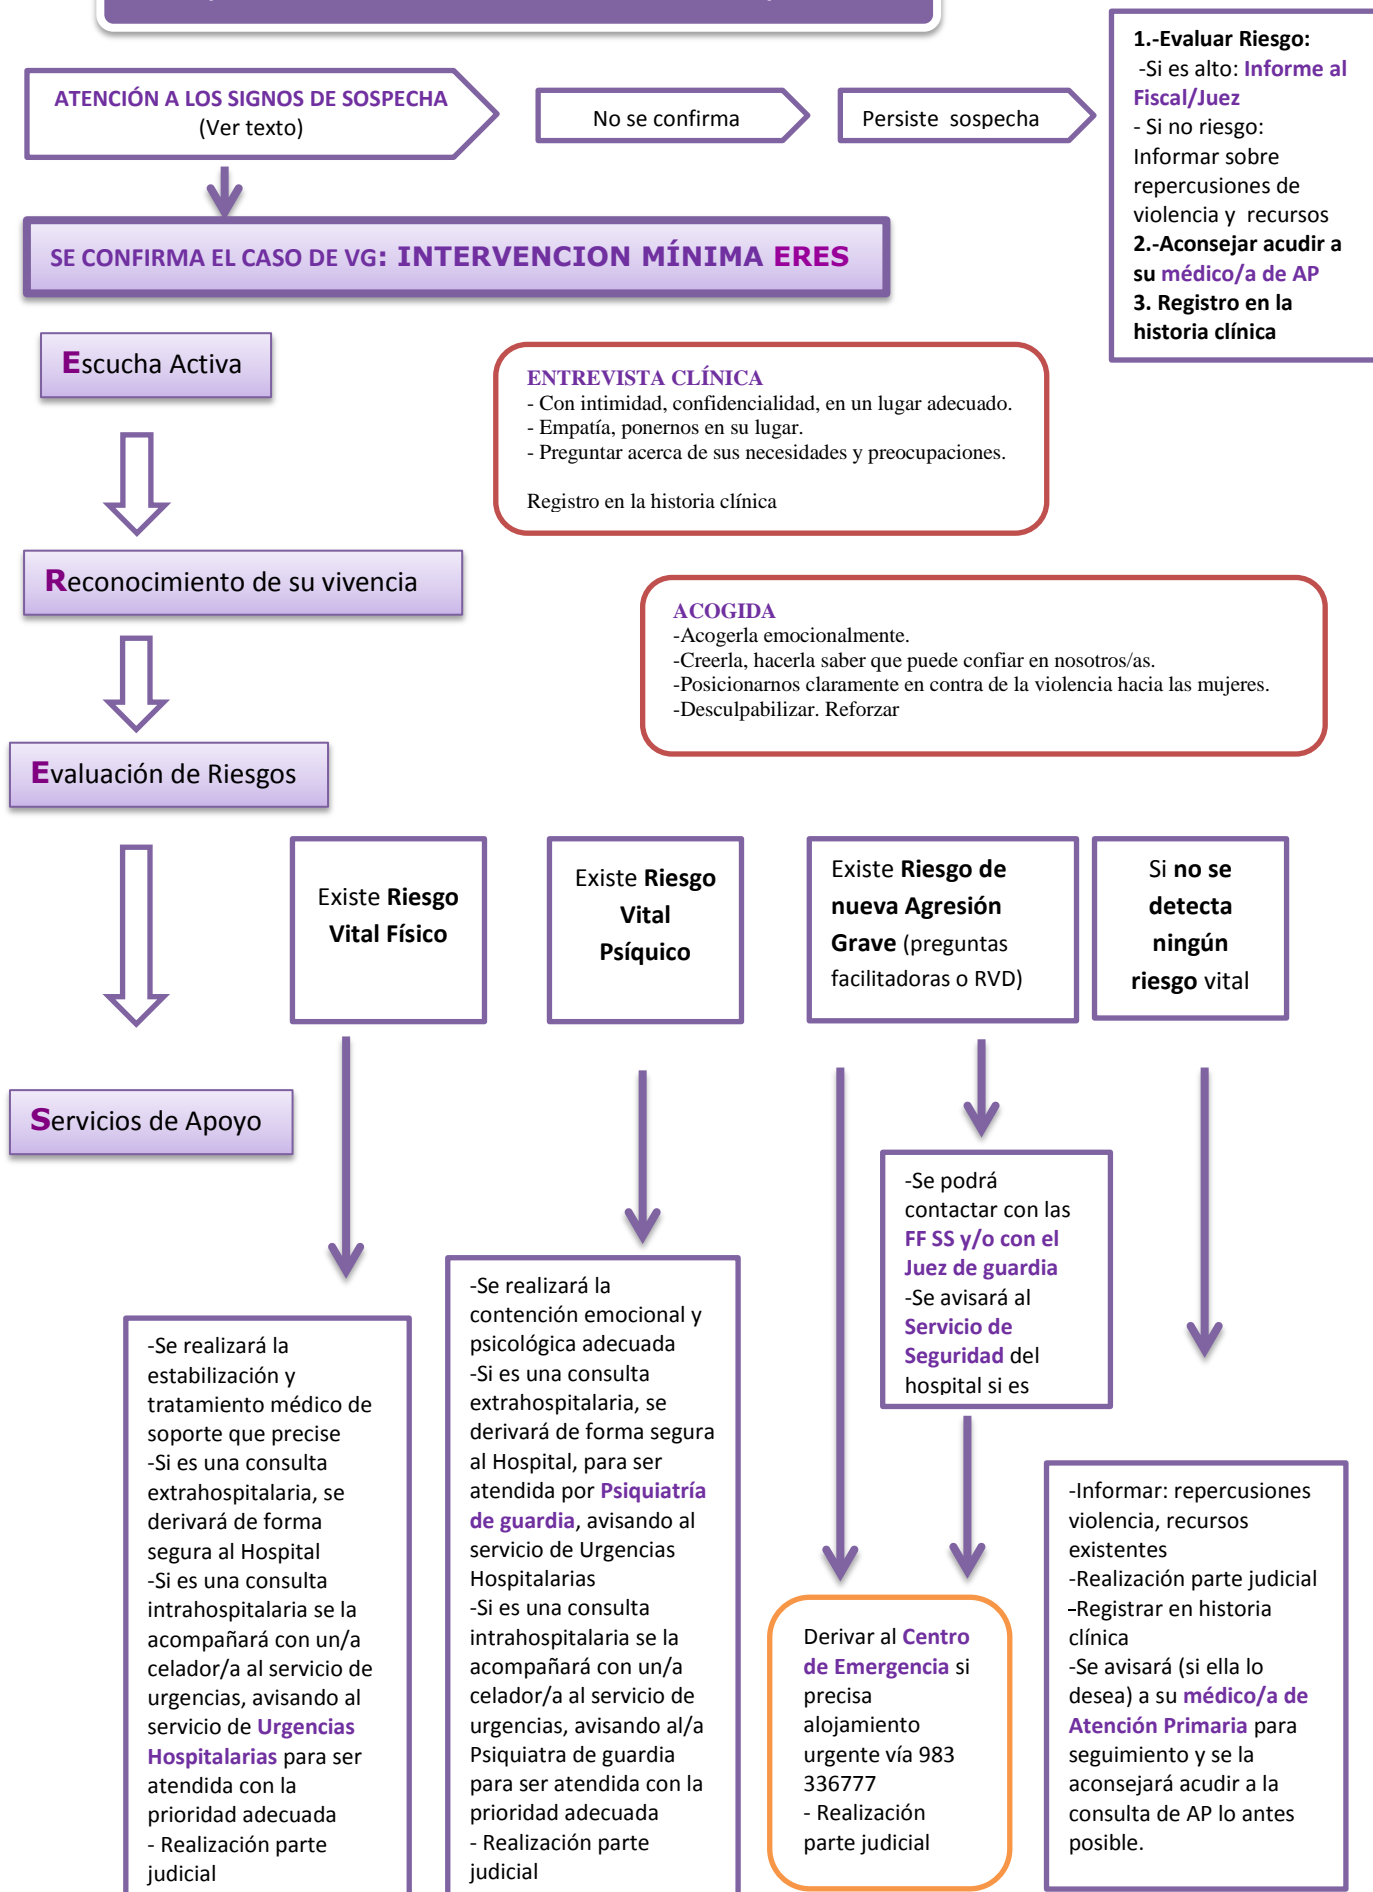 ATENCIÓN A LOS SIGNOS DE SOSPECHA
(Ver texto)
No se confirma
Persiste sospecha
1.-Evaluar Riesgo:
-Si es alto: Informe al
Fiscal/Juez
- Si no riesgo:
Informar sobre
repercusiones de
violencia y recursos
2.-Aconsejar acudir a
su médico/a de AP
3. Registro en la
historia clínica
SE CONFIRMA EL CASO DE VG: INTERVENCION MÍNIMA ERES
Escucha Activa
ENTREVISTA CLÍNICA
- Con intimidad, confidencialidad, en un lugar adecuado.
- Empatía, ponernos en su lugar.
- Preguntar acerca de sus necesidades y preocupaciones.
Registro en la historia clínica
Reconocimiento de su vivencia
ACOGIDA
-Acogerla emocionalmente.
-Creerla, hacerla saber que puede confiar en nosotros/as.
-Posicionarnos claramente en contra de la violencia hacia las mujeres.
-Desculpabilizar. Reforzar
Evaluación de Riesgos
Existe Riesgo
Vital Físico
Existe Riesgo
Vital
Psíquico
Existe Riesgo de
nueva Agresión
Grave (preguntas
facilitadoras o RVD)
Si no se
detecta
ningún
riesgo vital
Servicios de Apoyo
-Se realizará la
estabilización y
tratamiento médico de
soporte que precise
-Si es una consulta
extrahospitalaria, se
derivará de forma
segura al Hospital
-Si es una consulta
intrahospitalaria se la
acompañará con un/a
celador/a al servicio de
urgencias, avisando al
servicio de Urgencias
Hospitalarias para ser
atendida con la
prioridad adecuada
- Realización parte
judicial
-Se realizará la
contención emocional y
psicológica adecuada
-Si es una consulta
extrahospitalaria, se
derivará de forma segura
al Hospital, para ser
atendida por Psiquiatría
de guardia, avisando al
servicio de Urgencias
Hospitalarias
-Si es una consulta
intrahospitalaria se la
acompañará con un/a
celador/a al servicio de
urgencias, avisando al/a
Psiquiatra de guardia
para ser atendida con la
prioridad adecuada
- Realización parte
judicial
-Se podrá
contactar con las
FF SS y/o con el
Juez de guardia
-Se avisará al
Servicio de
Seguridad del
hospital si es
Derivar al Centro
de Emergencia si
precisa
alojamiento
urgente vía 983
336777
- Realización
parte judicial
-Informar: repercusiones
violencia, recursos
existentes
-Realización parte judicial
-Registrar en historia
clínica
-Se avisará (si ella lo
desea) a su médico/a de
Atención Primaria para
seguimiento y se la
aconsejará acudir a la
consulta de AP lo antes
posible.